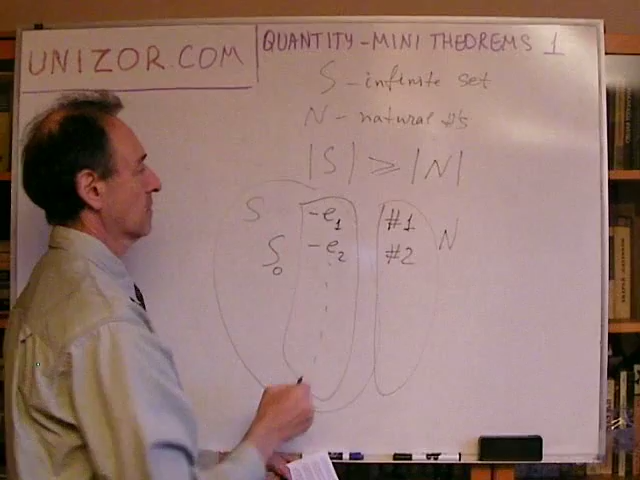 UNIZOR.COM
QUANTITY-MINI THEOREMS 1
S - infinite set
N - natural #'s
|S| ⩾ |N|
S
-e₁
#1
S₀
-e₂
#2
N